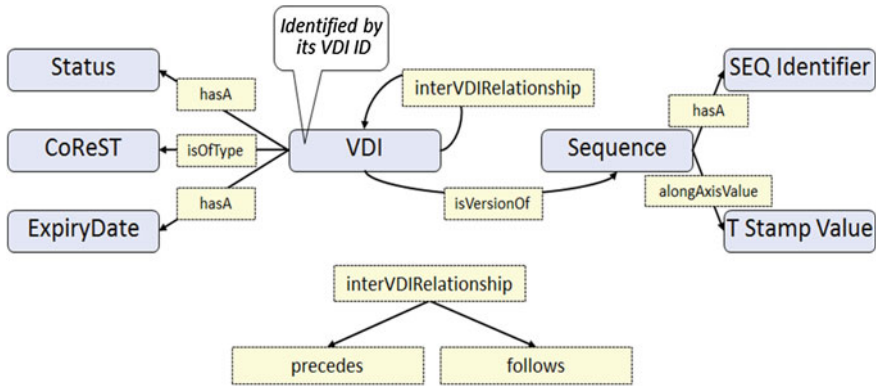 Identified by
its VDI ID
Status
hasA
interVDIRelationship
SEQ Identifier
hasA
CoReST
isOfType
VDI
Sequence
hasA
isVersionOf
alongAxisValue
ExpiryDate
T Stamp Value
interVDIRelationship
precedes
follows